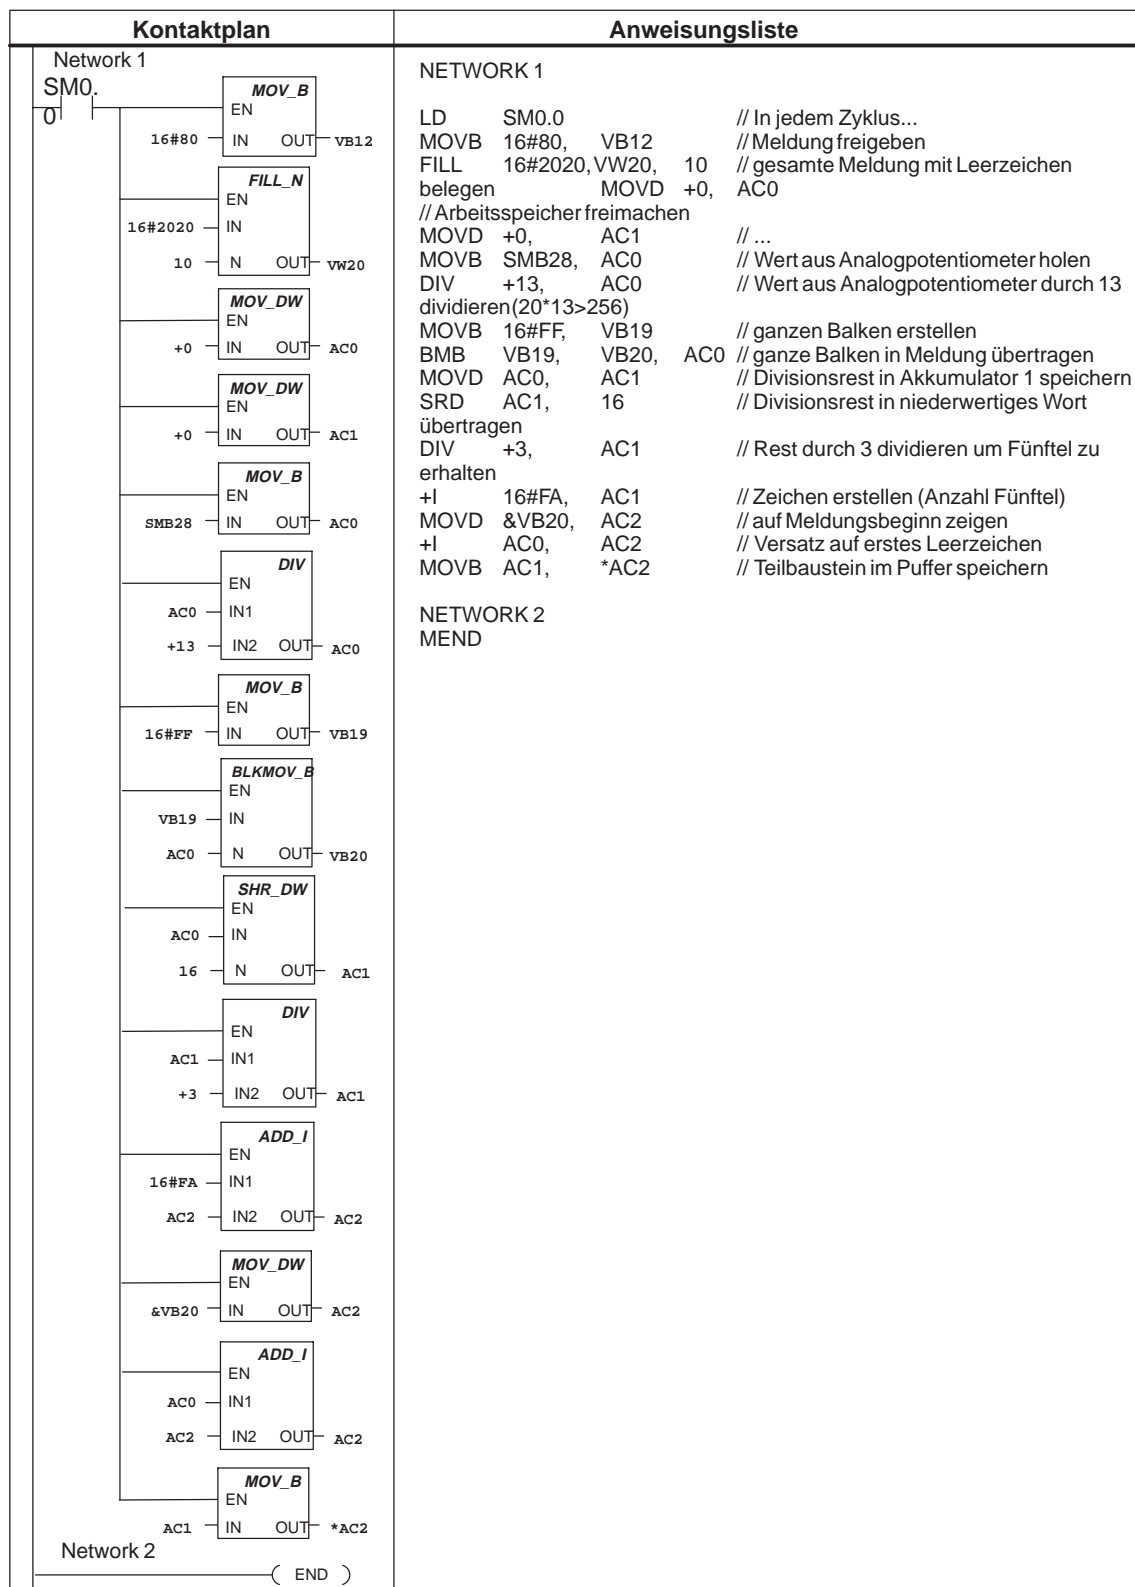 Kontaktplan
Anweisungsliste
Network 1
SM0.
0
MOV_B
EN
16#80 IN OUT VB12
FILL_N
EN
16#2020 IN
10 N OUT VW20
MOV_DW
EN
+0 IN OUT AC0
MOV_DW
EN
+0 IN OUT AC1
MOV_B
EN
SMB28 IN OUT AC0
DIV
EN
AC0 IN1
+13 IN2 OUT AC0
MOV_B
EN
16#FF IN OUT VB19
BLKMOV_B
EN
VB19 IN
AC0 N OUT VB20
SHR_DW
EN
AC0 IN
16 N OUT AC1
DIV
EN
AC1 IN1
+3 IN2 OUT AC1
ADD_I
EN
16#FA IN1
AC2 IN2 OUT AC2
MOV_DW
EN
&VB20 IN OUT AC2
ADD_I
EN
AC0 IN1
AC2 IN2 OUT AC2
MOV_B
EN
AC1 IN OUT *AC2
Network 2
( END )
NETWORK 1
LD SM0.0 // In jedem Zyklus...
MOVB 16#80, VB12 // Meldung freigeben
FILL 16#2020, VW20, 10 // gesamte Meldung mit Leerzeichen
belegen MOVD +0, AC0
// Arbeitsspeicher freimachen
MOVD +0, AC1 // ...
MOVB SMB28, AC0 // Wert aus Analogpotentiometer holen
DIV +13, AC0 // Wert aus Analogpotentiometer durch 13
dividieren (20*13>256)
MOVB 16#FF, VB19 // ganzen Balken erstellen
BMB VB19, VB20, AC0 // ganze Balken in Meldung übertragen
MOVD AC0, AC1 // Divisionsrest in Akkumulator 1 speichern
SRD AC1, 16 // Divisionsrest in niederwertiges Wort
übertragen
DIV +3, AC1 // Rest durch 3 dividieren um Fünftel zu
erhalten
+I 16#FA, AC1 // Zeichen erstellen (Anzahl Fünftel)
MOVD &VB20, AC2 // auf Meldungsbeginn zeigen
+I AC0, AC2 // Versatz auf erstes Leerzeichen
MOVB AC1, *AC2 // Teilbaustein im Puffer speichern
NETWORK 2
MEND